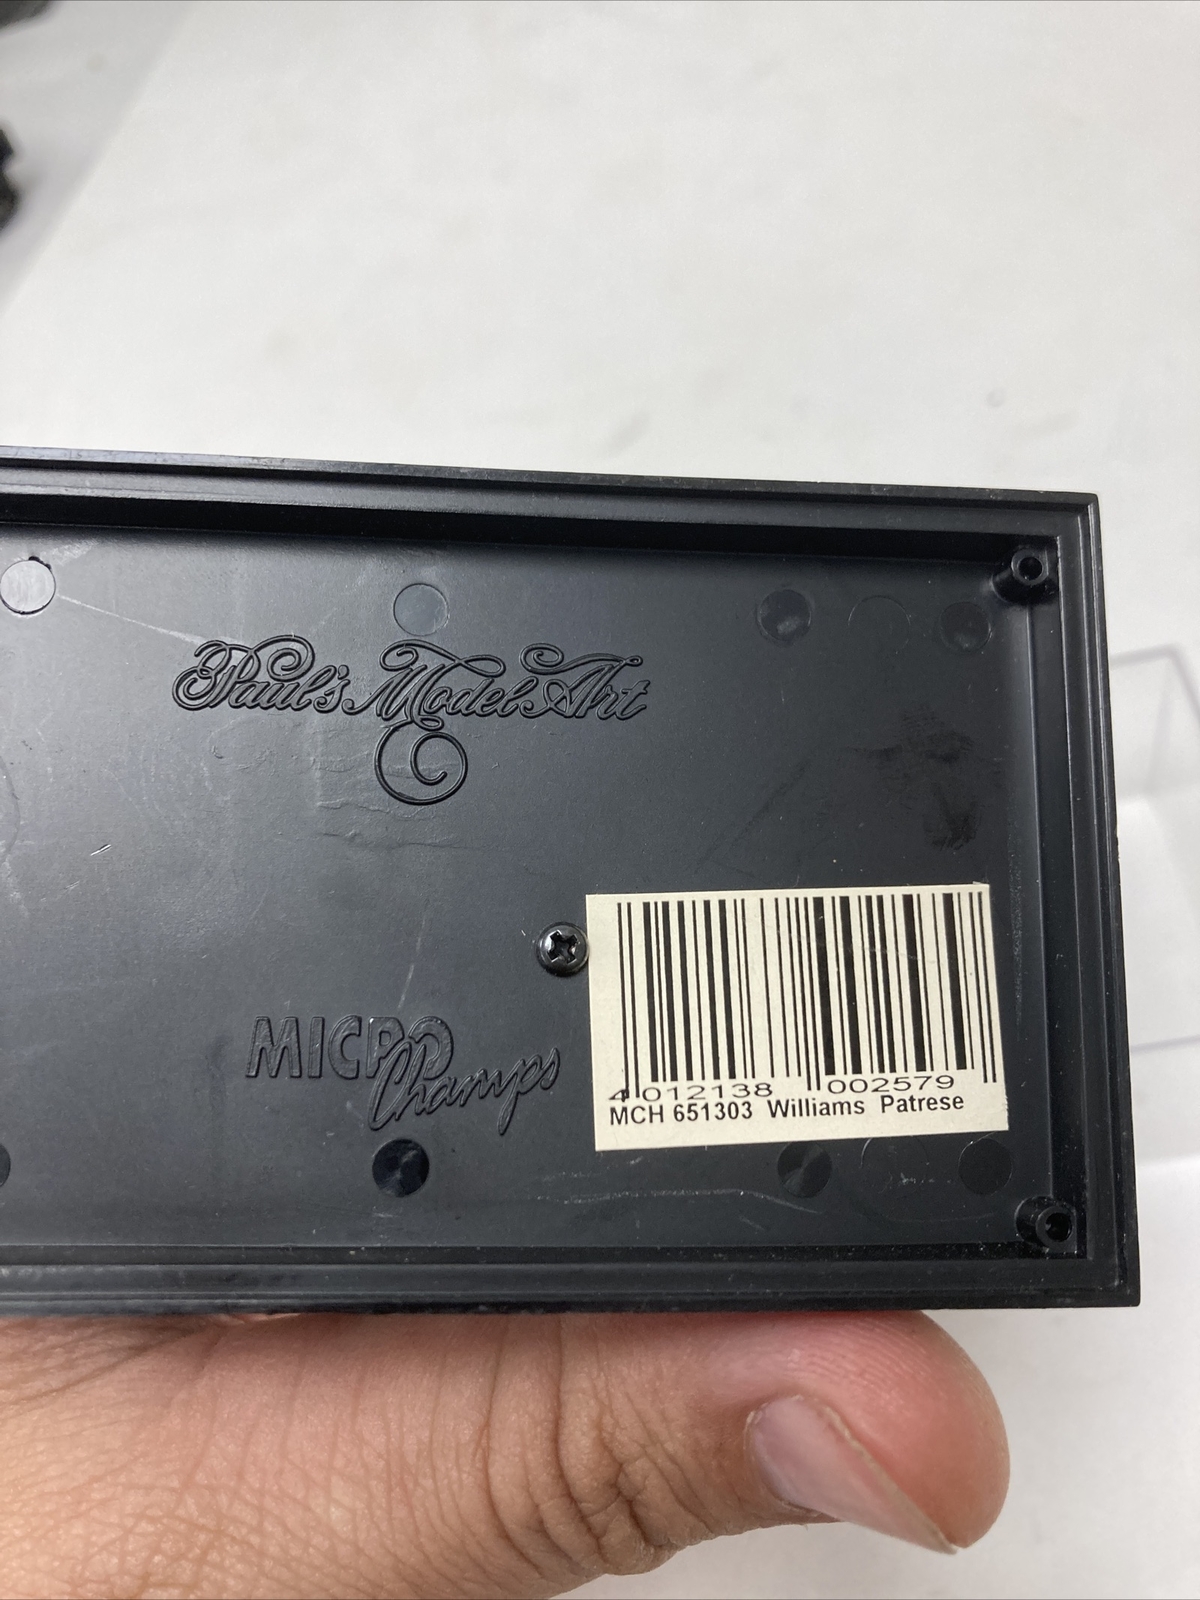 Paul's Model Art
MICRO
Champs
4 012138 002579
MCH 651303 Williams Patrese